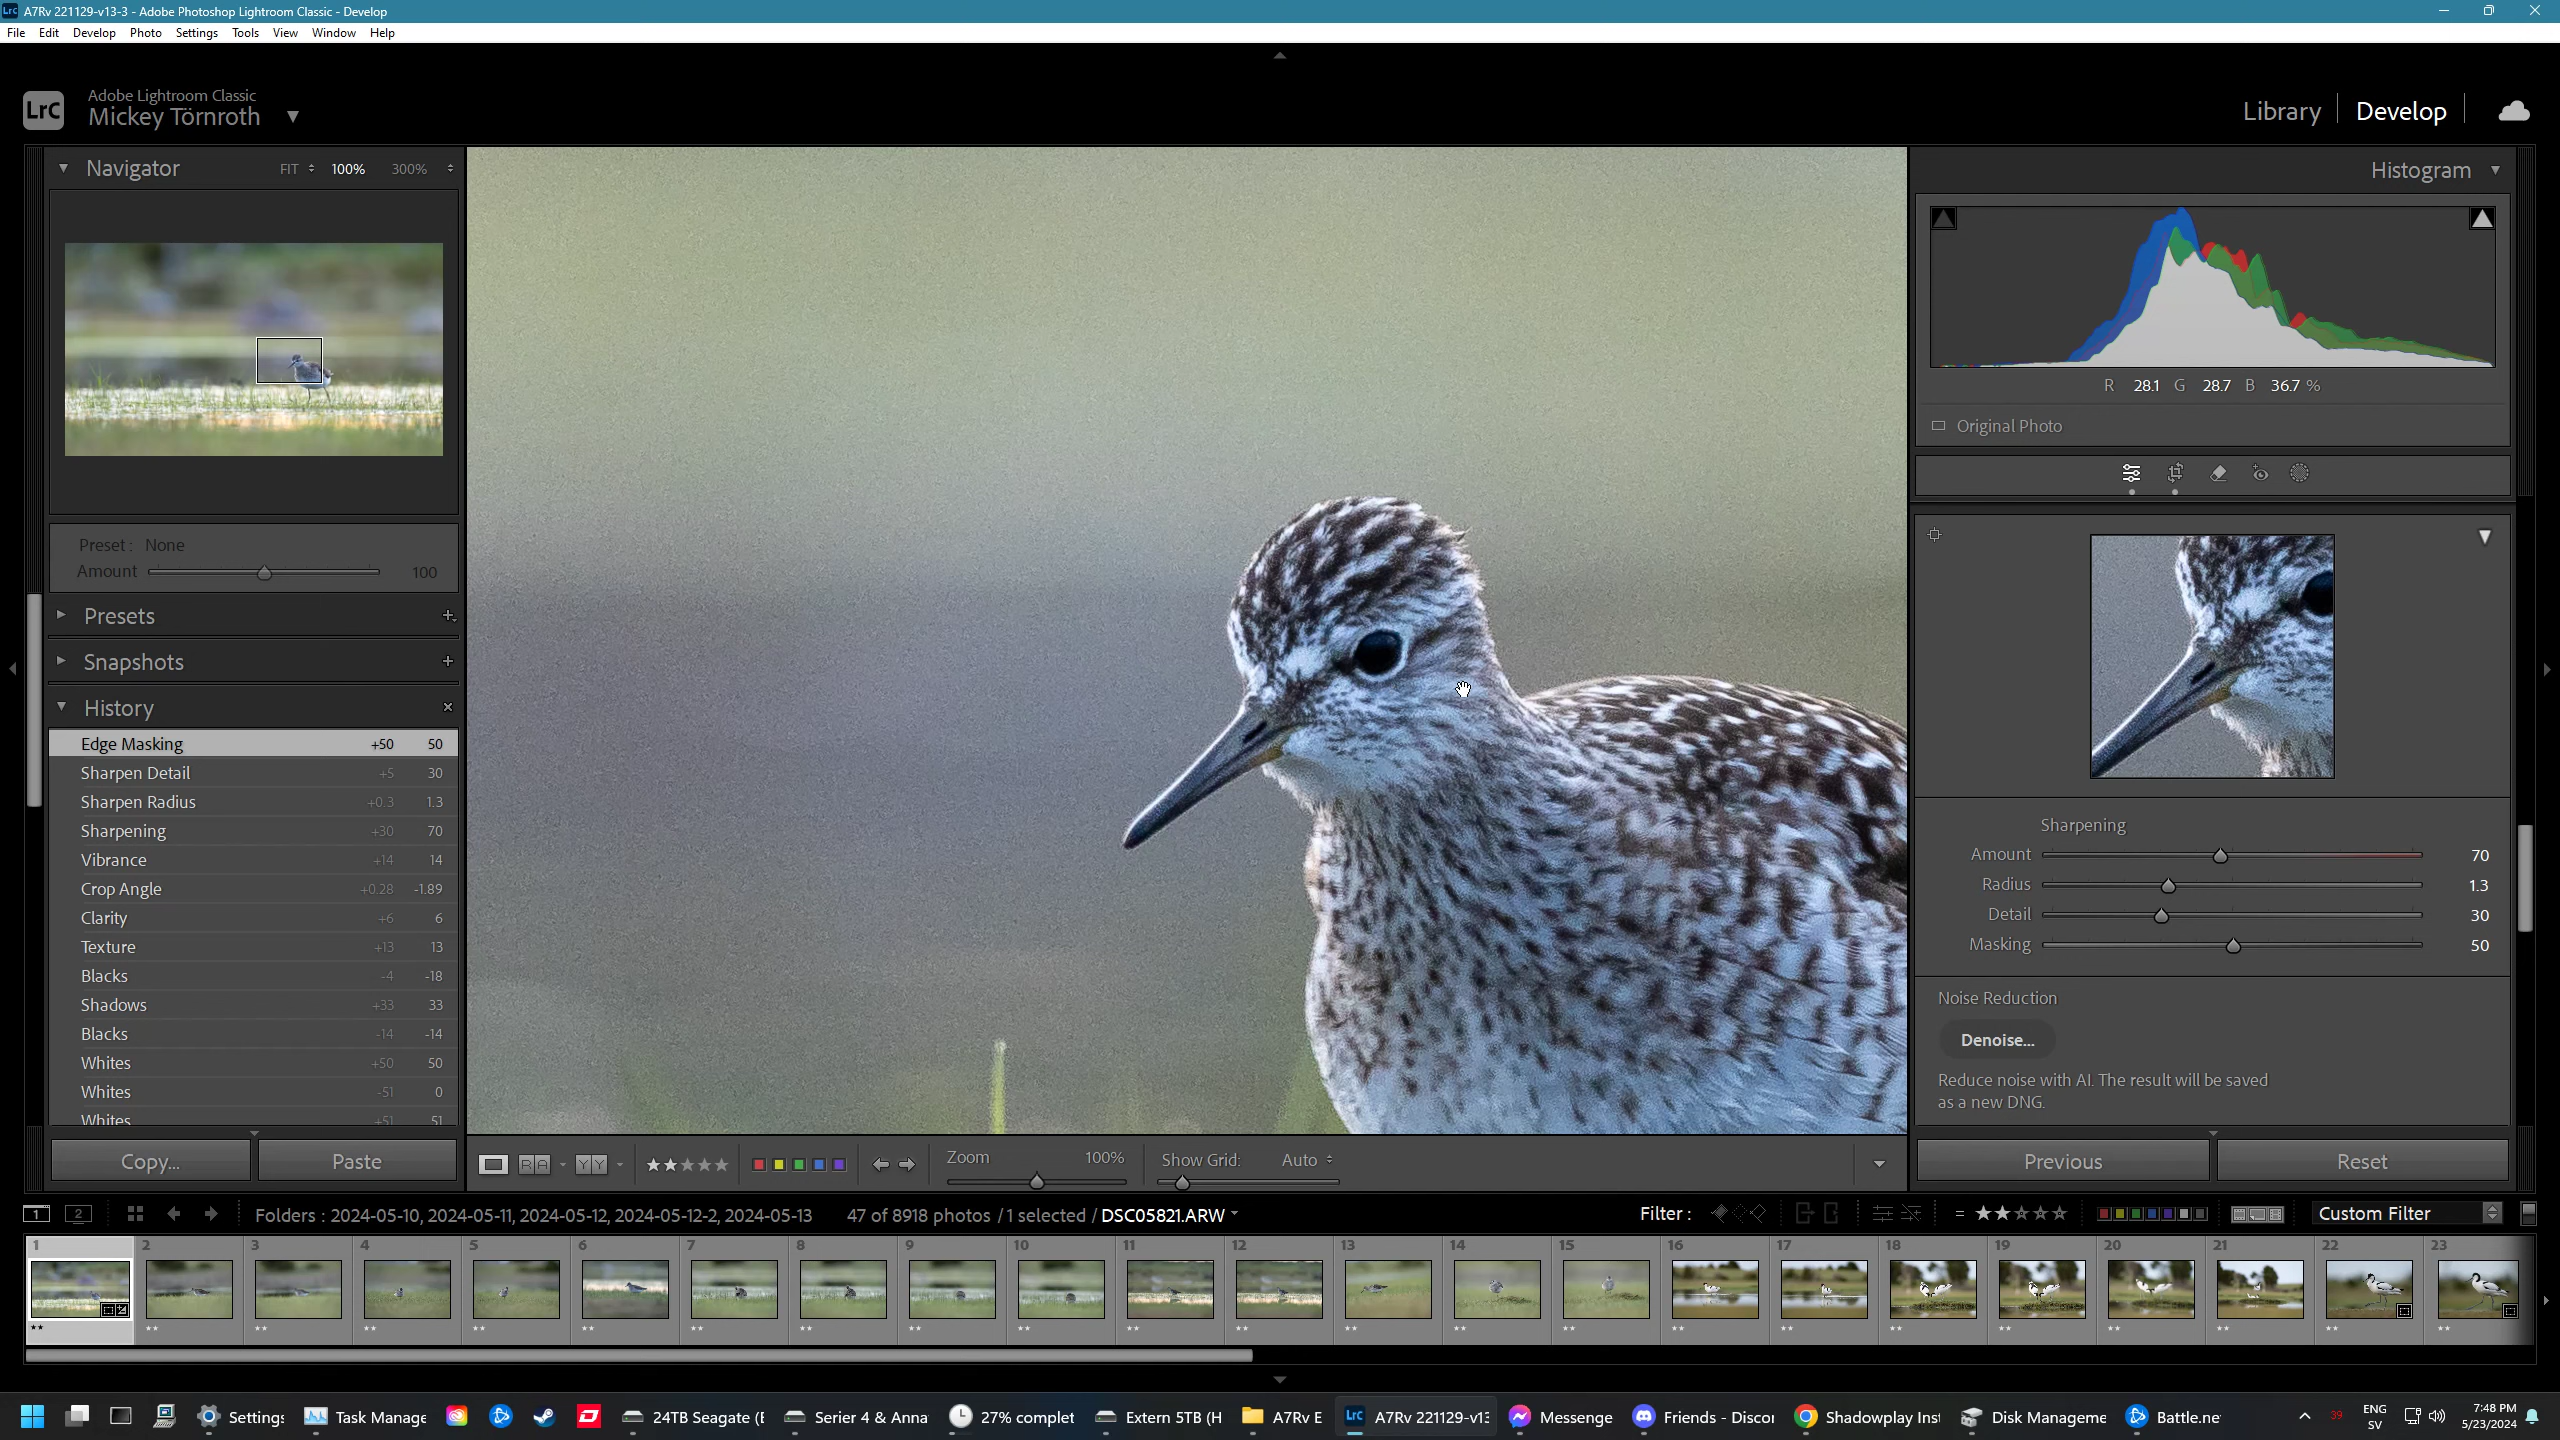 Lrc A7Rv 221129-v13-3 - Adobe Photoshop Lightroom Classic - Develop
File Edit Develop Photo Settings Tools View Window Help
LrC
Adobe Lightroom Classic
Mickey Törnroth
Library Develop
Navigator FIT 100% 300%
Histogram
R 28.1 G 28.7 B 36.7 %
Original Photo
Preset: None
Amount 100
Presets
Snapshots
History
Edge Masking +50 50
Sharpen Detail +5 30
Sharpen Radius +0.3 1.3
Sharpening +30 70
Vibrance +14 14
Crop Angle +0.28 -1.89
Clarity +6 6
Texture +13 13
Blacks -4 -18
Shadows +33 33
Blacks -14 -14
Whites +50 50
Whites -51 0
Whites +51 51
Sharpening
Amount 70
Radius 1.3
Detail 30
Masking 50
Noise Reduction
Denoise...
Reduce noise with AI. The result will be saved
as a new DNG.
Copy... Paste
R A Y Y Zoom 100% Show Grid: Auto
Previous Reset
1 2 Folders : 2024-05-10, 2024-05-11, 2024-05-12, 2024-05-12-2, 2024-05-13 47 of 8918 photos / 1 selected / DSC05821.ARW Filter : = Custom Filter
1 2 3 4 5 6 7 8 9 10 11 12 13 14 15 16 17 18 19 20 21 22 23
Settings Task Manage 24TB Seagate (E Serier 4 & Anna 27% complet Extern 5TB (H A7Rv E Lrc A7Rv 221129-v13 Messenge Friends - Discor Shadowplay Inst Disk Manageme Battle.ne 39 ENG SV 7:48 PM 5/23/2024